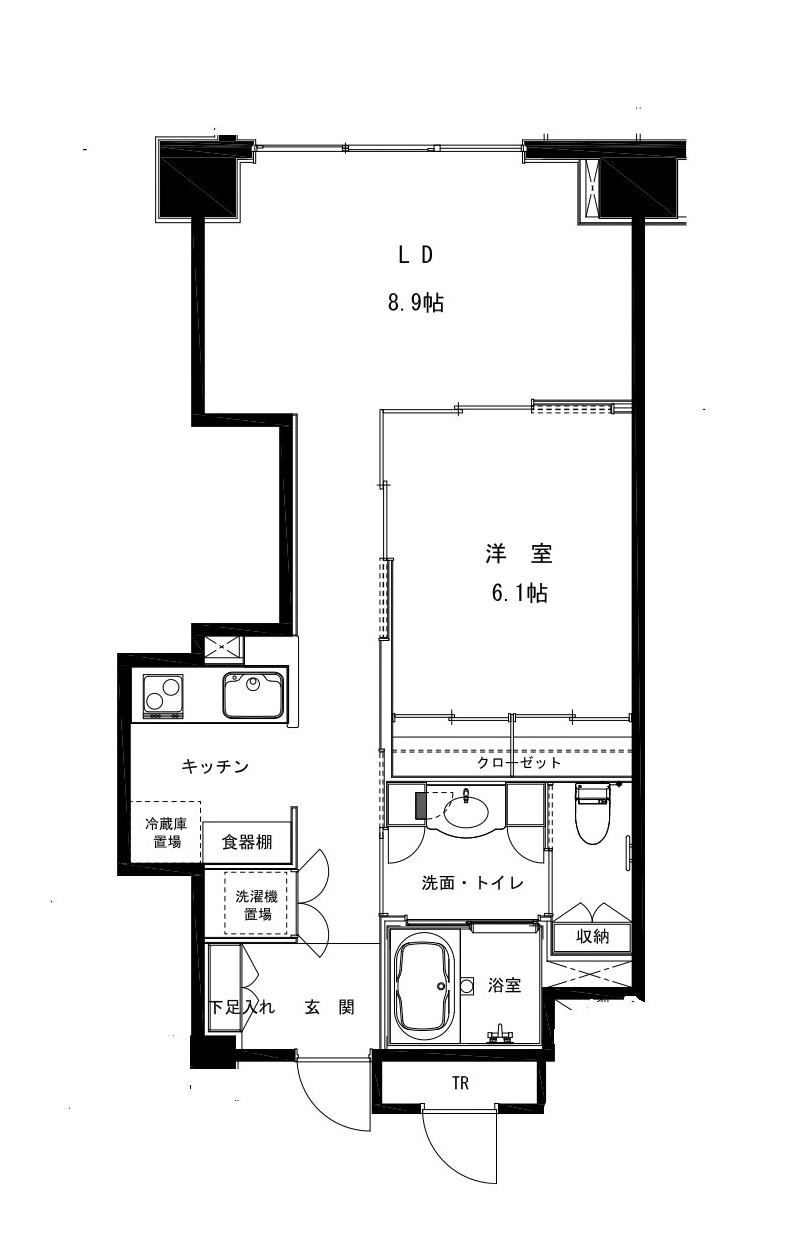 LD
8.9帖
洋 室
6.1帖
キッチン
クローゼット
冷蔵庫
置場
食器棚
洗面・トイレ
洗濯機
置場
収納
浴室
下足入れ
玄 関
TR